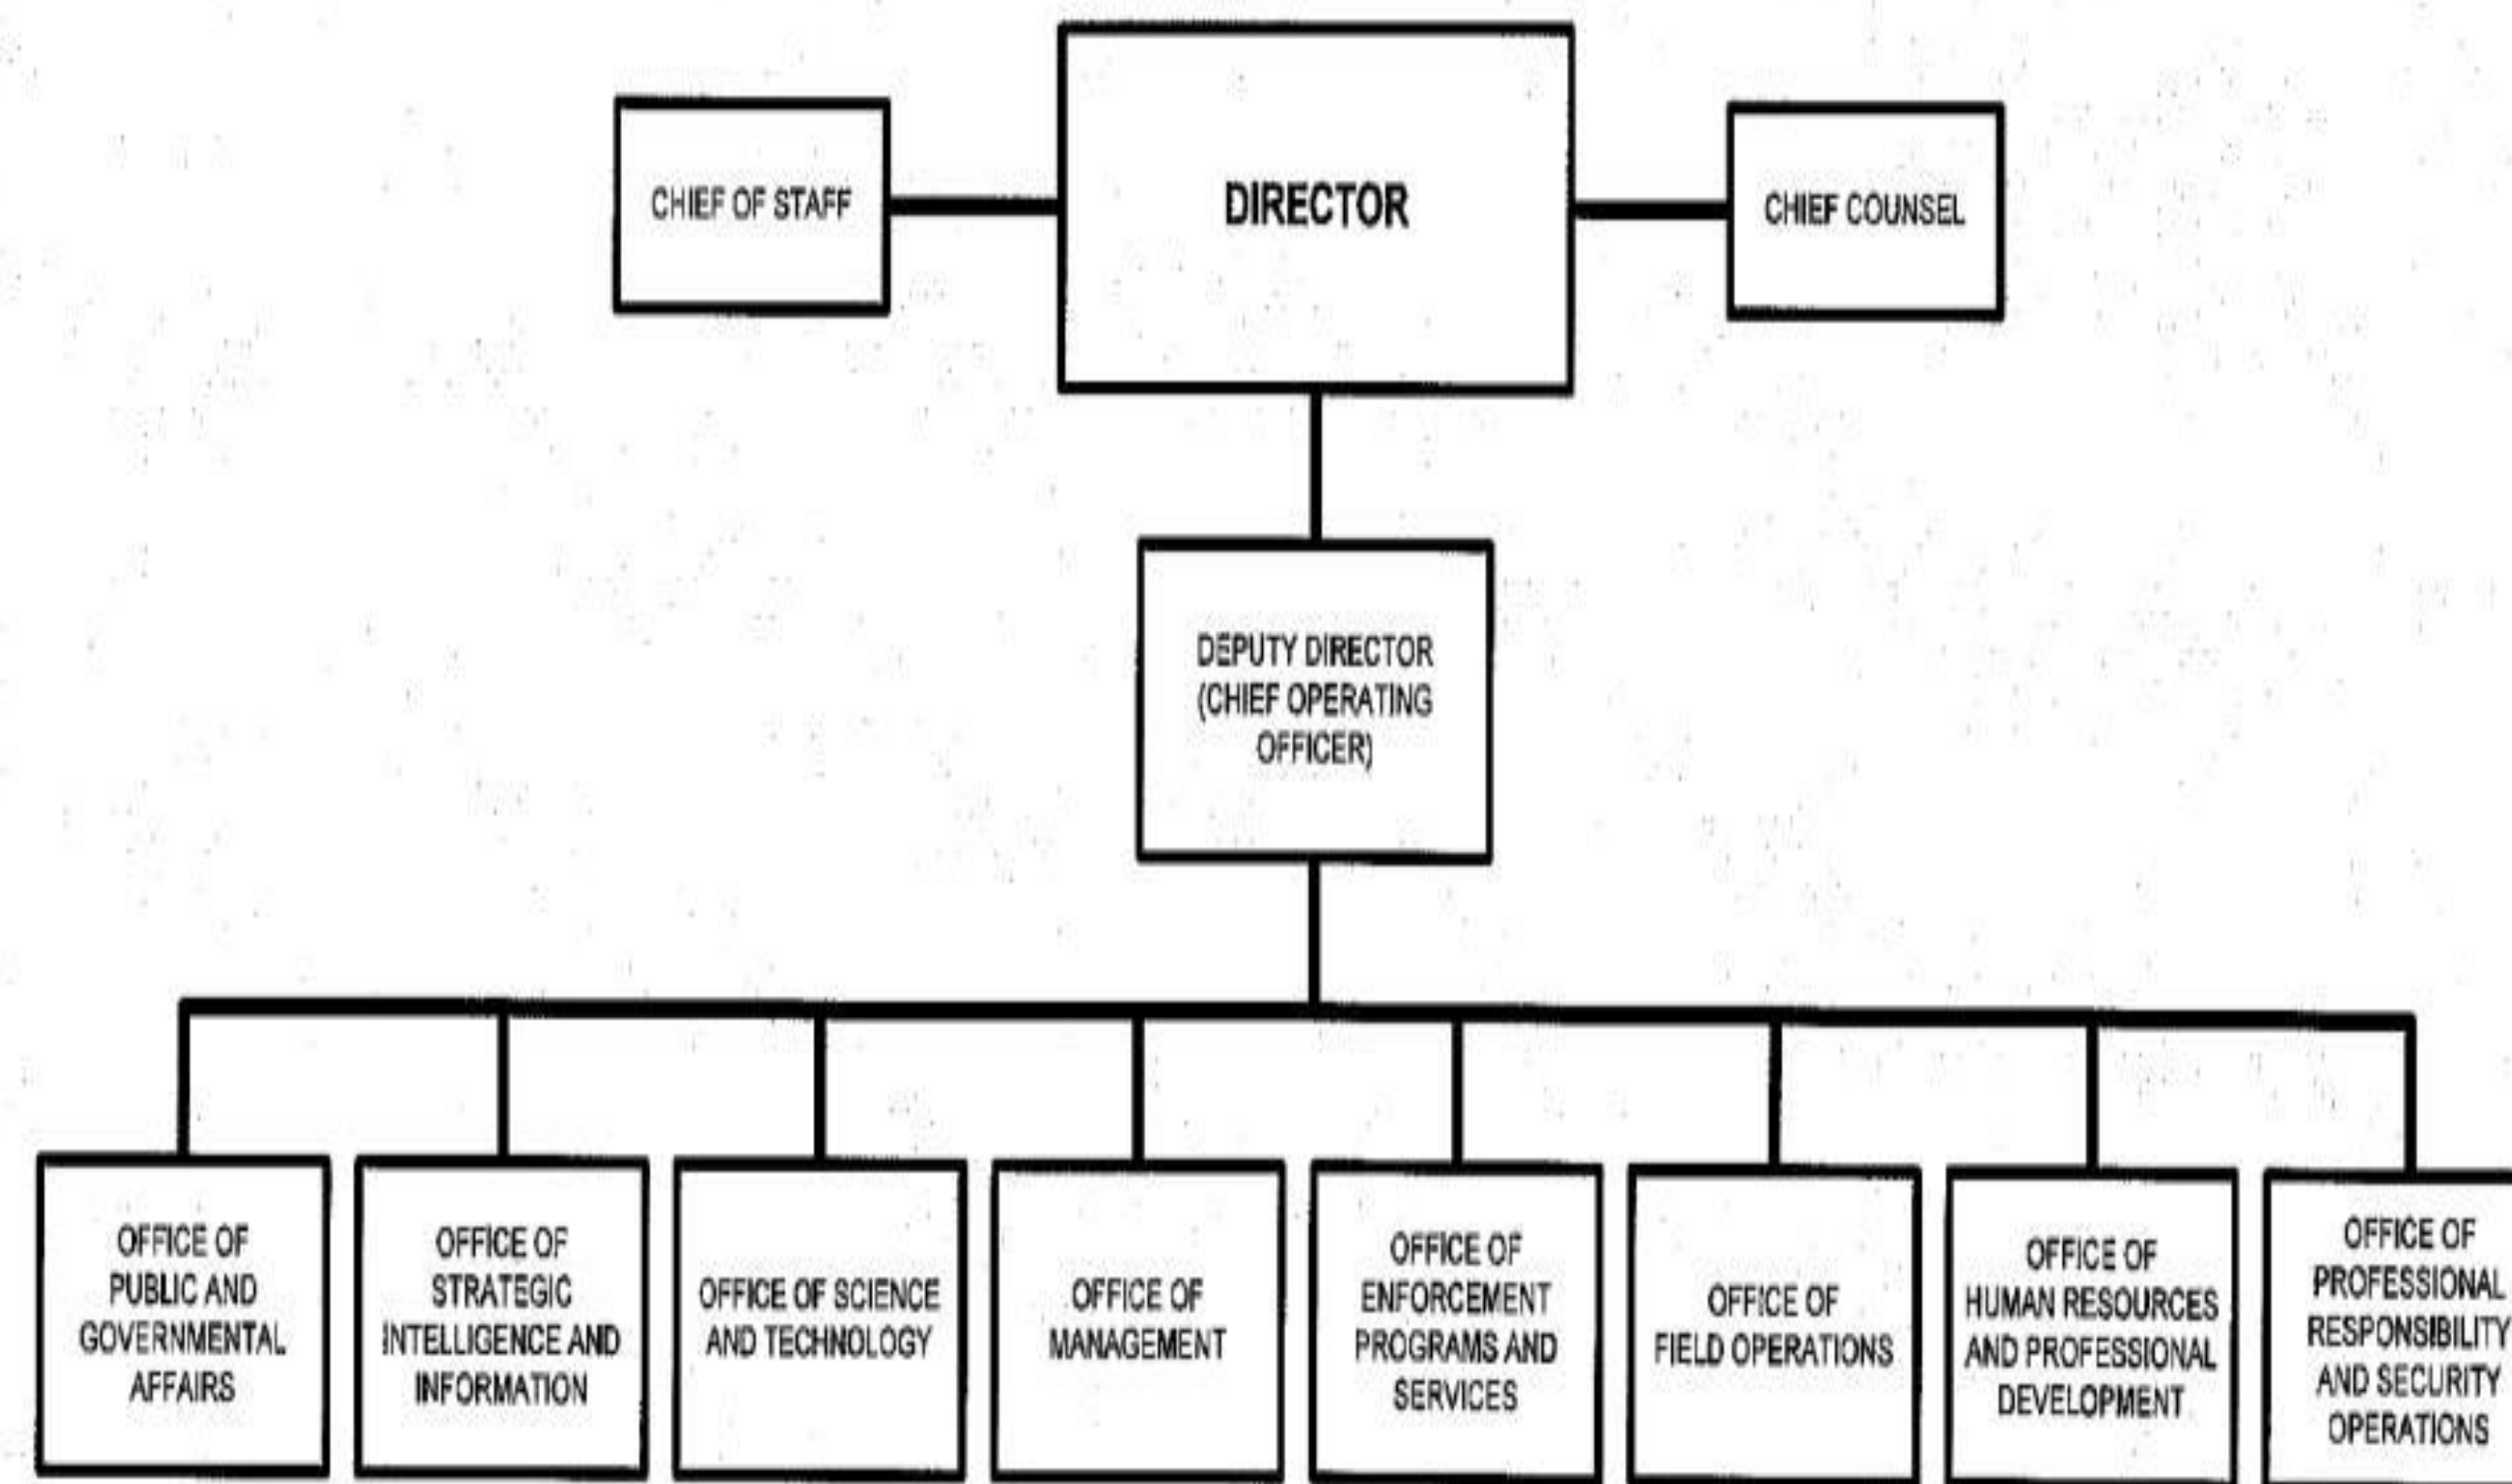 CHIEF OF STAFF
DIRECTOR
CHIEF COUNSEL
DEPUTY DIRECTOR
(CHIEF OPERATING
OFFICER)
OFFICE OF
PUBLIC AND
GOVERNMENTAL
AFFAIRS
OFFICE OF
STRATEGIC
INTELLIGENCE AND
INFORMATION
OFFICE OF SCIENCE
AND TECHNOLOGY
OFFICE OF
MANAGEMENT
OFFICE OF
ENFORCEMENT
PROGRAMS AND
SERVICES
OFFICE OF
FIELD OPERATIONS
OFFICE OF
HUMAN RESOURCES
AND PROFESSIONAL
DEVELOPMENT
OFFICE OF
PROFESSIONAL
RESPONSIBILITY
AND SECURITY
OPERATIONS